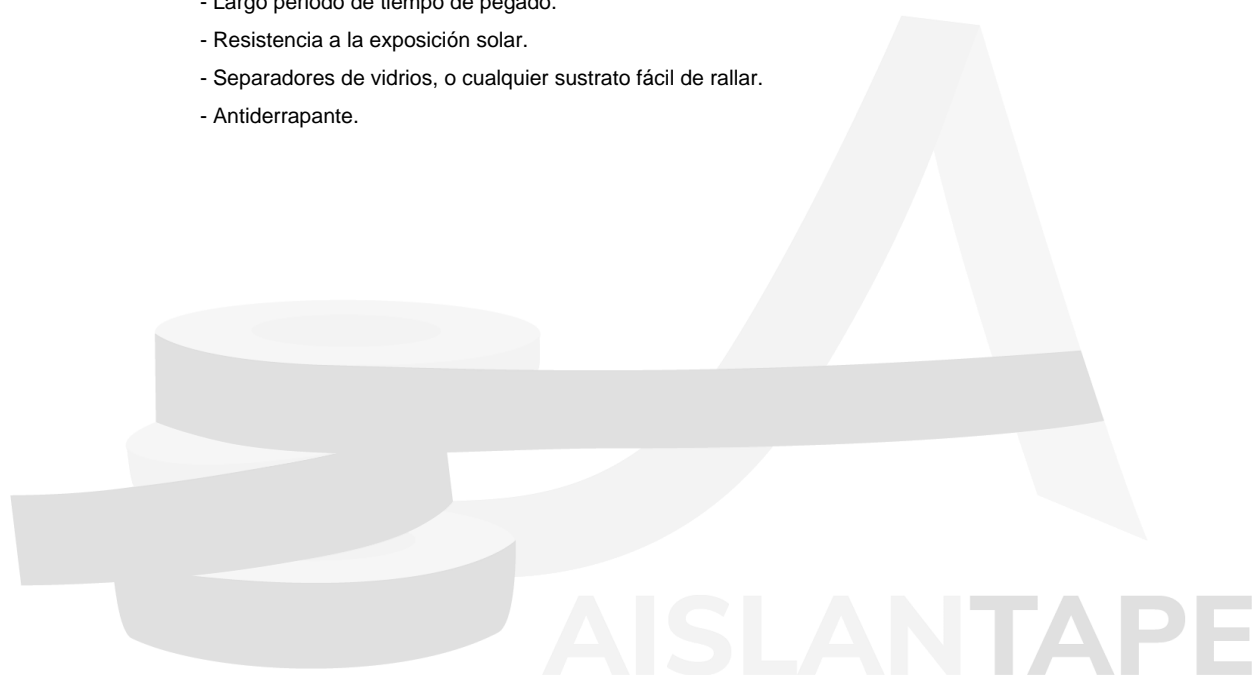 - Largo periodo de tiempo de pegado.
- Resistencia a la exposición solar.
- Separadores de vidrios, o cualquier sustrato fácil de rallar.
- Antiderrapante.
AISLANTAPE